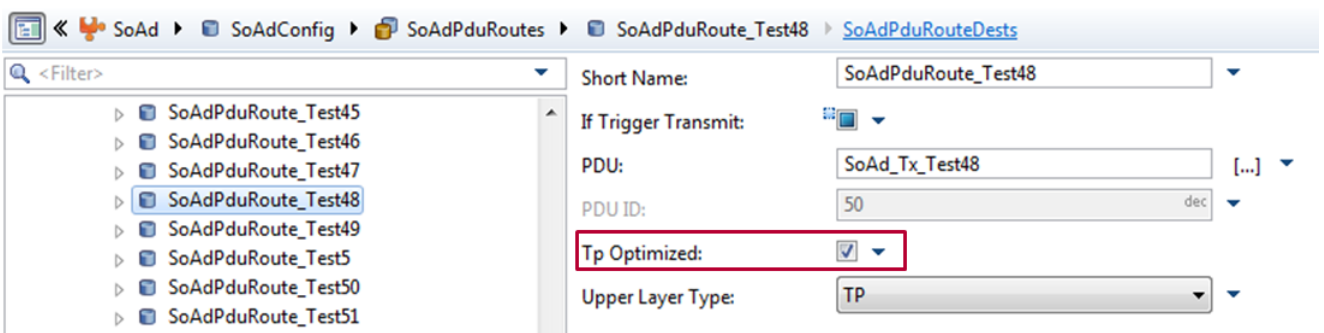 SoAd SoAdConfig SoAdPduRoutes SoAdPduRoute_Test48 SoAdPduRouteDests
<Filter>
SoAdPduRoute_Test45
SoAdPduRoute_Test46
SoAdPduRoute_Test47
SoAdPduRoute_Test48
SoAdPduRoute_Test49
SoAdPduRoute_Test5
SoAdPduRoute_Test50
SoAdPduRoute_Test51
Short Name: SoAdPduRoute_Test48
If Trigger Transmit:
PDU: SoAd_Tx_Test48 [...]
PDU ID: 50 dec
Tp Optimized:
Upper Layer Type: TP